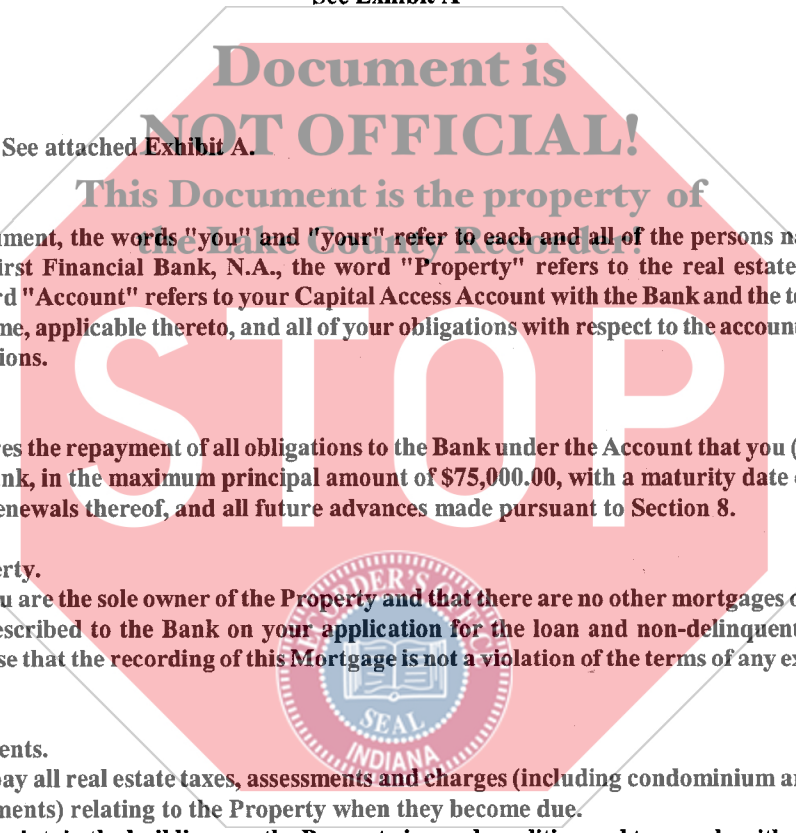 See Exhibit A
Document is
NOT OFFICIAL!
See attached Exhibit A.
This Document is the property of
the Lake County Recorder!
ument, the words "you" and "your" refer to each and all of the persons na
irst Financial Bank, N.A., the word "Property" refers to the real estate
rd "Account" refers to your Capital Access Account with the Bank and the te
me, applicable thereto, and all of your obligations with respect to the accoun
ions.
STOP
res the repayment of all obligations to the Bank under the Account that you (
nk, in the maximum principal amount of $75,000.00, with a maturity date
enewals thereof, and all future advances made pursuant to Section 8.
erty.
u are the sole owner of the Property and that there are no other mortgages o
escribed to the Bank on your application for the loan and non-delinquent
se that the recording of this Mortgage is not a violation of the terms of any ex
RECORDER'S OFFICE
SEAL
INDIANA
ents.
pay all real estate taxes, assessments and charges (including condominium a
ments) relating to the Property when they become due.